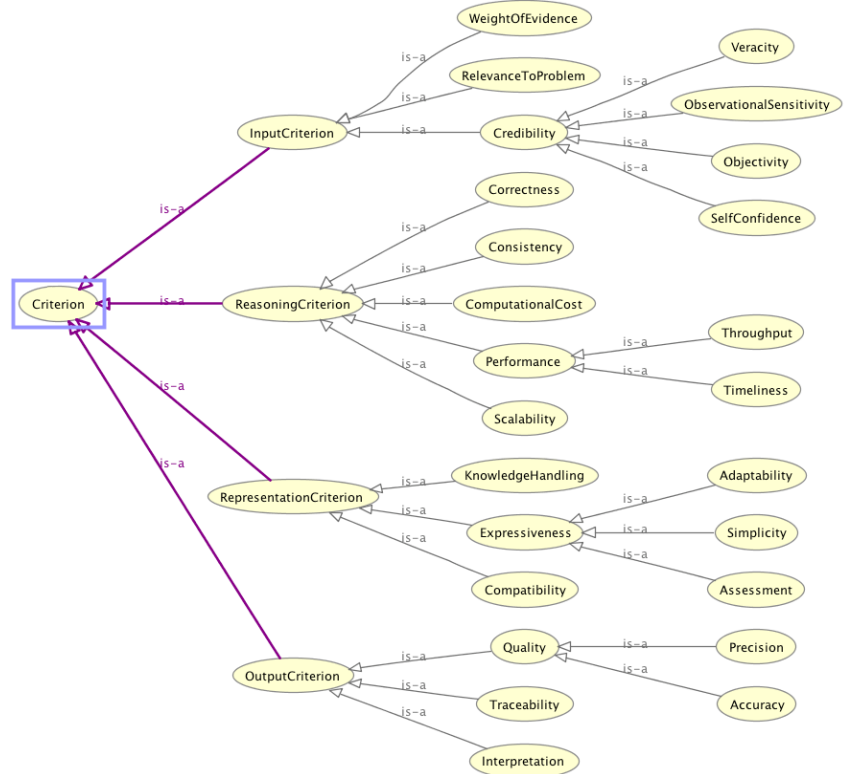 WeightOfEvidence
is-a
Veracity
is-a
is-a
RelevanceToProblem
is-a
ObservationalSensitivity
is-a
InputCriterion
is-a
Credibility
is-a
Objectivity
is-a
Correctness
is-a
SelfConfidence
is-a
Consistency
is-a
Criterion
is-a
ReasoningCriterion
is-a
ComputationalCost
is-a
Throughput
is-a
Performance
is-a
Timeliness
is-a
is-a
Scalability
is-a
KnowledgeHandling
Adaptability
is-a
is-a
RepresentationCriterion
is-a
Expressiveness
is-a
Simplicity
is-a
is-a
Compatibility
Assessment
Quality
is-a
Precision
is-a
is-a
OutputCriterion
is-a
Traceability
Accuracy
is-a
Interpretation